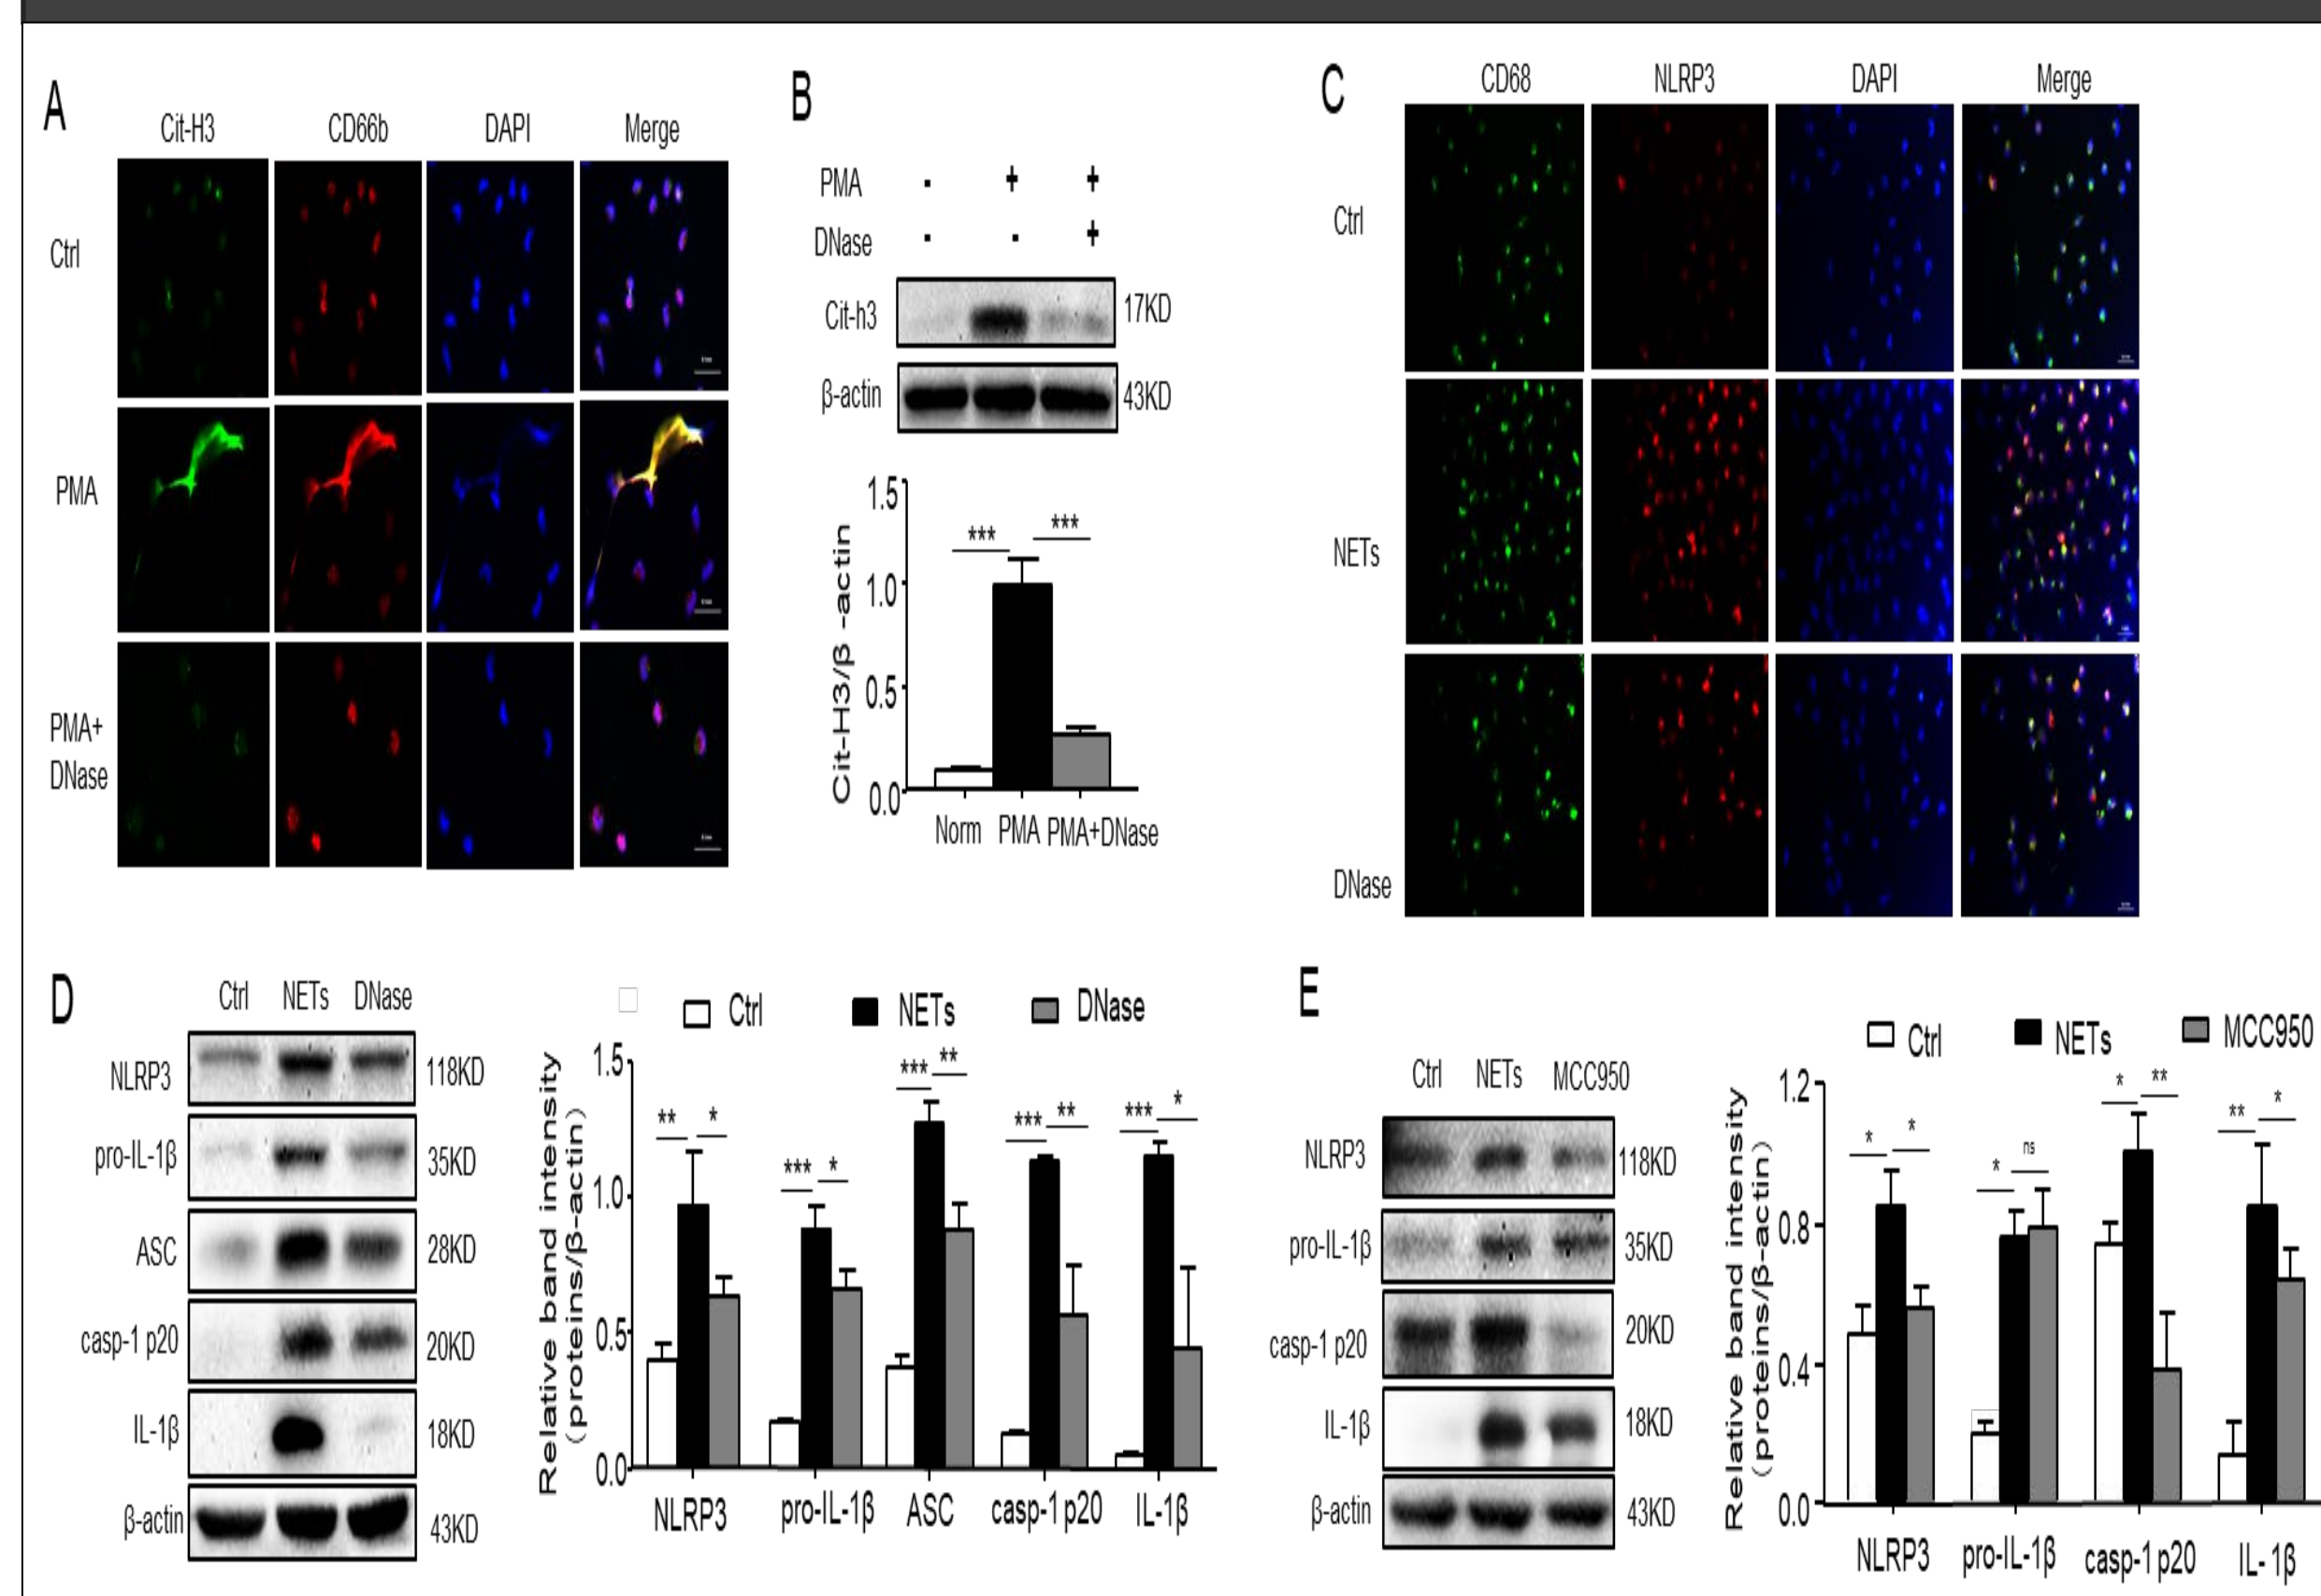 A
Cit-H3 CD66b DAPI Merge
Ctrl
PMA
PMA+
DNase
B
PMA - + +
DNase - - +
Cit-h3 17KD
β-actin 43KD
Cit-H3/β -actin
1.5
1.0
0.5
0.0
*** ***
Norm PMA PMA+DNase
C
CD68 NLRP3 DAPI Merge
Ctrl
NETs
DNase
D
Ctrl NETs DNase
NLRP3 118KD
pro-IL-1β 35KD
ASC 28KD
casp-1 p20 20KD
IL-1β 18KD
β-actin 43KD
Ctrl NETs DNase
Relative band intensity
(proteins/β-actin)
1.5
1.0
0.5
0.0
** * *** * *** ** *** ** *** *
NLRP3 pro-IL-1β ASC casp-1 p20 IL-1β
E
Ctrl NETs MCC950
NLRP3 118KD
pro-IL-1β 35KD
casp-1 p20 20KD
IL-1β 18KD
β-actin 43KD
Ctrl NETs MCC950
Relative band intensity
(proteins/β-actin)
1.2
0.8
0.4
0.0
* * * ns * ** ** *
NLRP3 pro-IL-1β casp-1 p20 IL- 1β